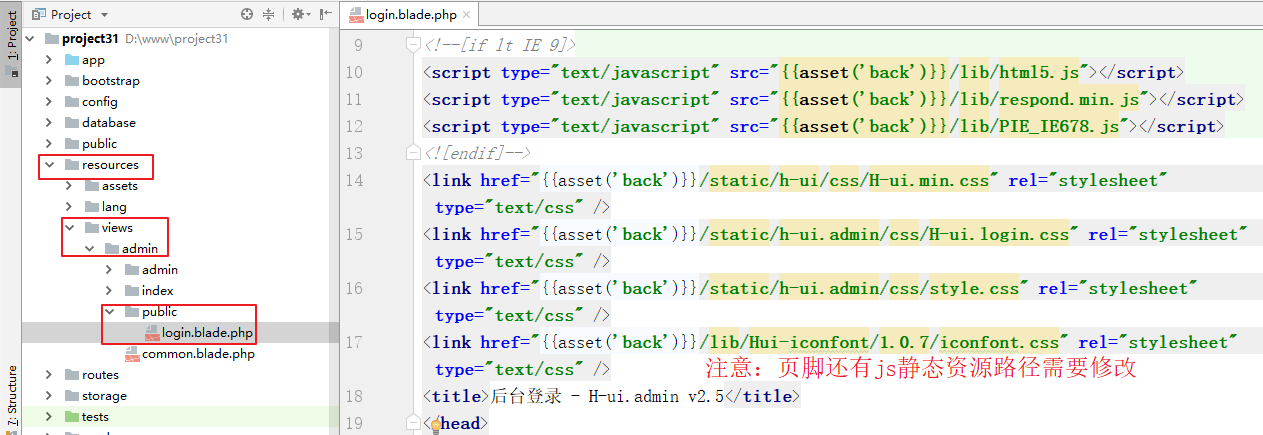 1: Project
7: Structure
Project
project31 D:\www\project31
app
bootstrap
config
database
public
resources
assets
lang
views
admin
admin
index
public
login.blade.php
common.blade.php
routes
storage
tests
login.blade.php
9 <!--[if lt IE 9]>
10 <script type="text/javascript" src="{{asset('back')}}/lib/html5.js"></script>
11 <script type="text/javascript" src="{{asset('back')}}/lib/respond.min.js"></script>
12 <script type="text/javascript" src="{{asset('back')}}/lib/PIE_IE678.js"></script>
13 <![endif]-->
14 <link href="{{asset('back')}}/static/h-ui/css/H-ui.min.css" rel="stylesheet"
type="text/css" />
15 <link href="{{asset('back')}}/static/h-ui.admin/css/H-ui.login.css" rel="stylesheet"
type="text/css" />
16 <link href="{{asset('back')}}/static/h-ui.admin/css/style.css" rel="stylesheet"
type="text/css" />
17 <link href="{{asset('back')}}/lib/Hui-iconfont/1.0.7/iconfont.css" rel="stylesheet"
type="text/css" />
注意：页脚还有js静态资源路径需要修改
18 <title>后台登录 - H-ui.admin v2.5</title>
19 </head>